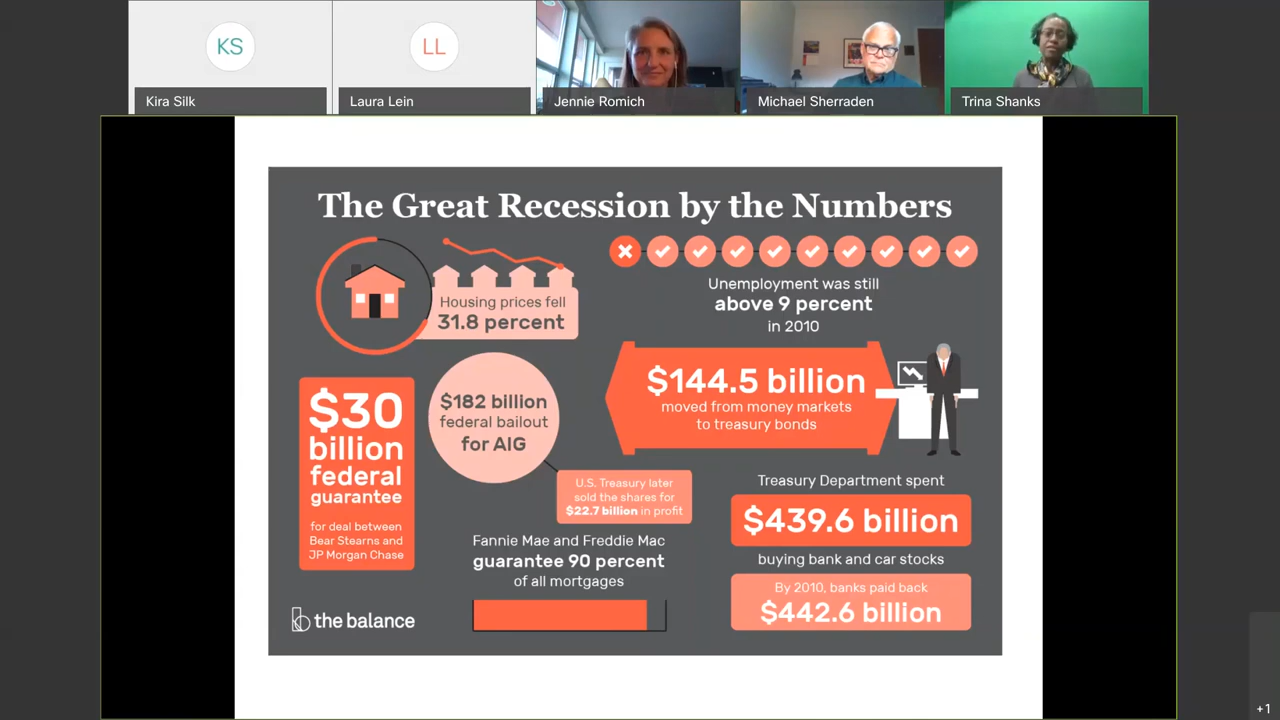 KS
LL
Kira Silk
Laura Lein
Jennie Romich
Michael Sherraden
Trina Shanks
The Great Recession by the Numbers
Housing prices fell
31.8 percent
Unemployment was still
above 9 percent
in 2010
$30
billion
federal
guarantee
for deal between
Bear Stearns and
JP Morgan Chase
$182 billion
federal bailout
for AIG
U.S. Treasury later
sold the shares for
$22.7 billion in profit
$144.5 billion
moved from money markets
to treasury bonds
Fannie Mae and Freddie Mac
guarantee 90 percent
of all mortgages
Treasury Department spent
$439.6 billion
buying bank and car stocks
By 2010, banks paid back
$442.6 billion
the balance
+1